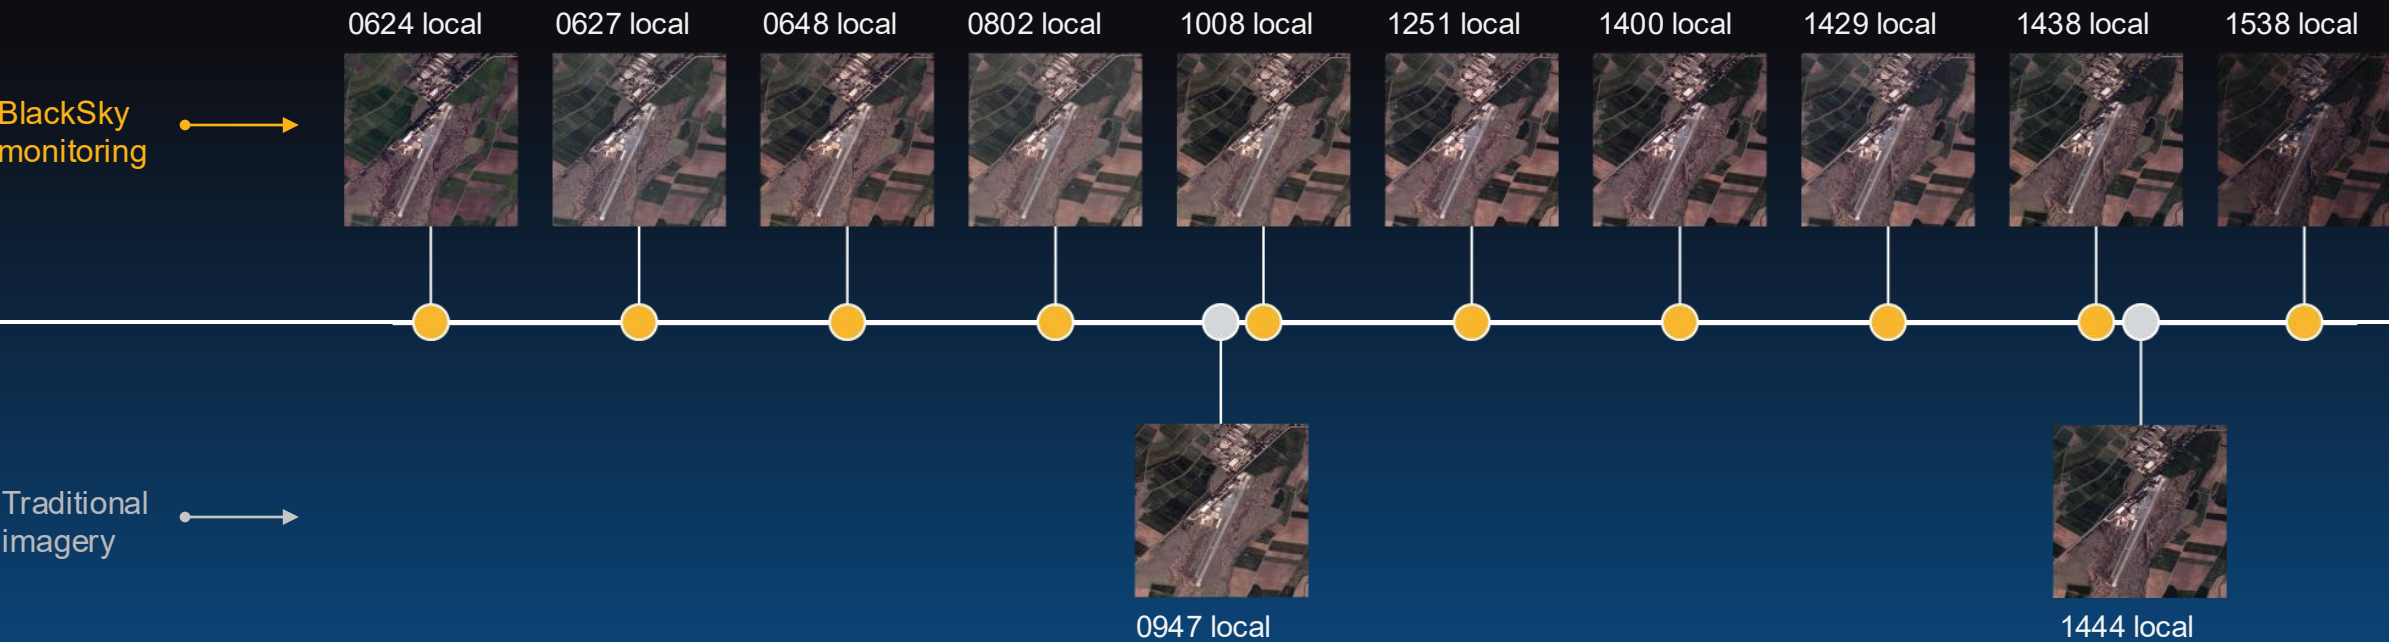 0624 local
0627 local
0648 local
0802 local
1008 local
1251 local
1400 local
1429 local
1438 local
1538 local
BlackSky
monitoring
Traditional
imagery
0947 local
1444 local